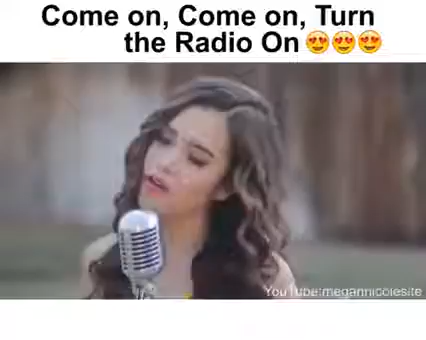 Come on, Come on, Turn
the Radio On 😍😍😍
YouTube:megannicolesite